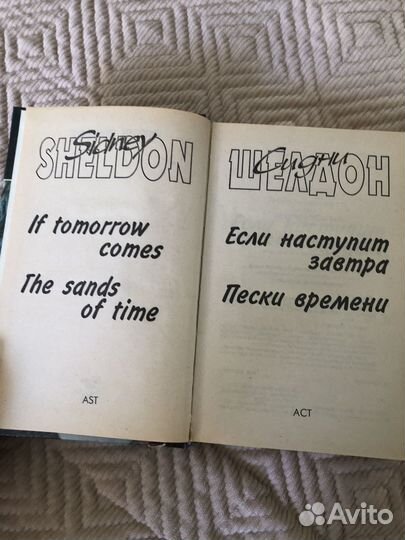 Sidney
SHELDON
If tomorrow
comes
The sands
of time
AST
Сидни
ШЕЛДОН
Если наступит
завтра
Пески времени
АСТ
Avito